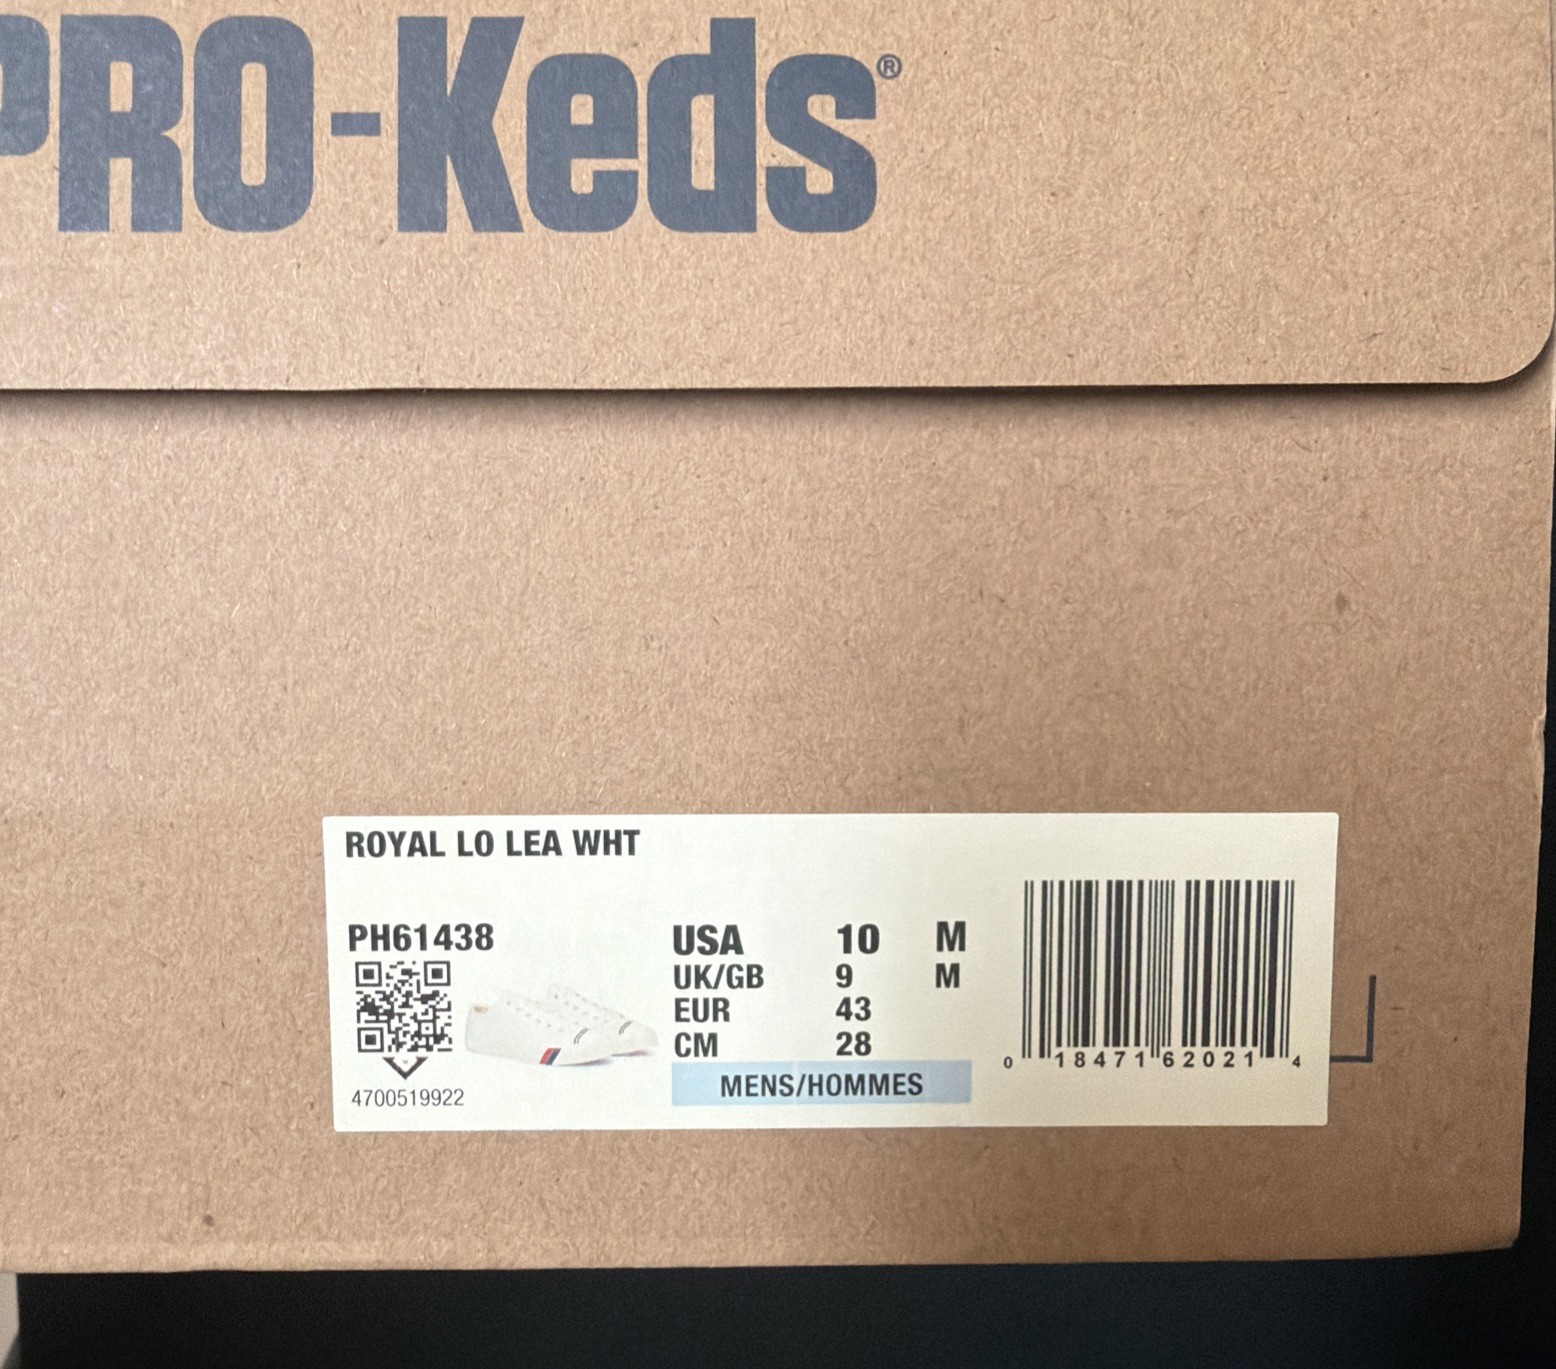 PRO-Keds®
ROYAL LO LEA WHT
PH61438
4700519922
USA 10 M
UK/GB 9 M
EUR 43
CM 28
MENS/HOMMES
0 18471 62021 4